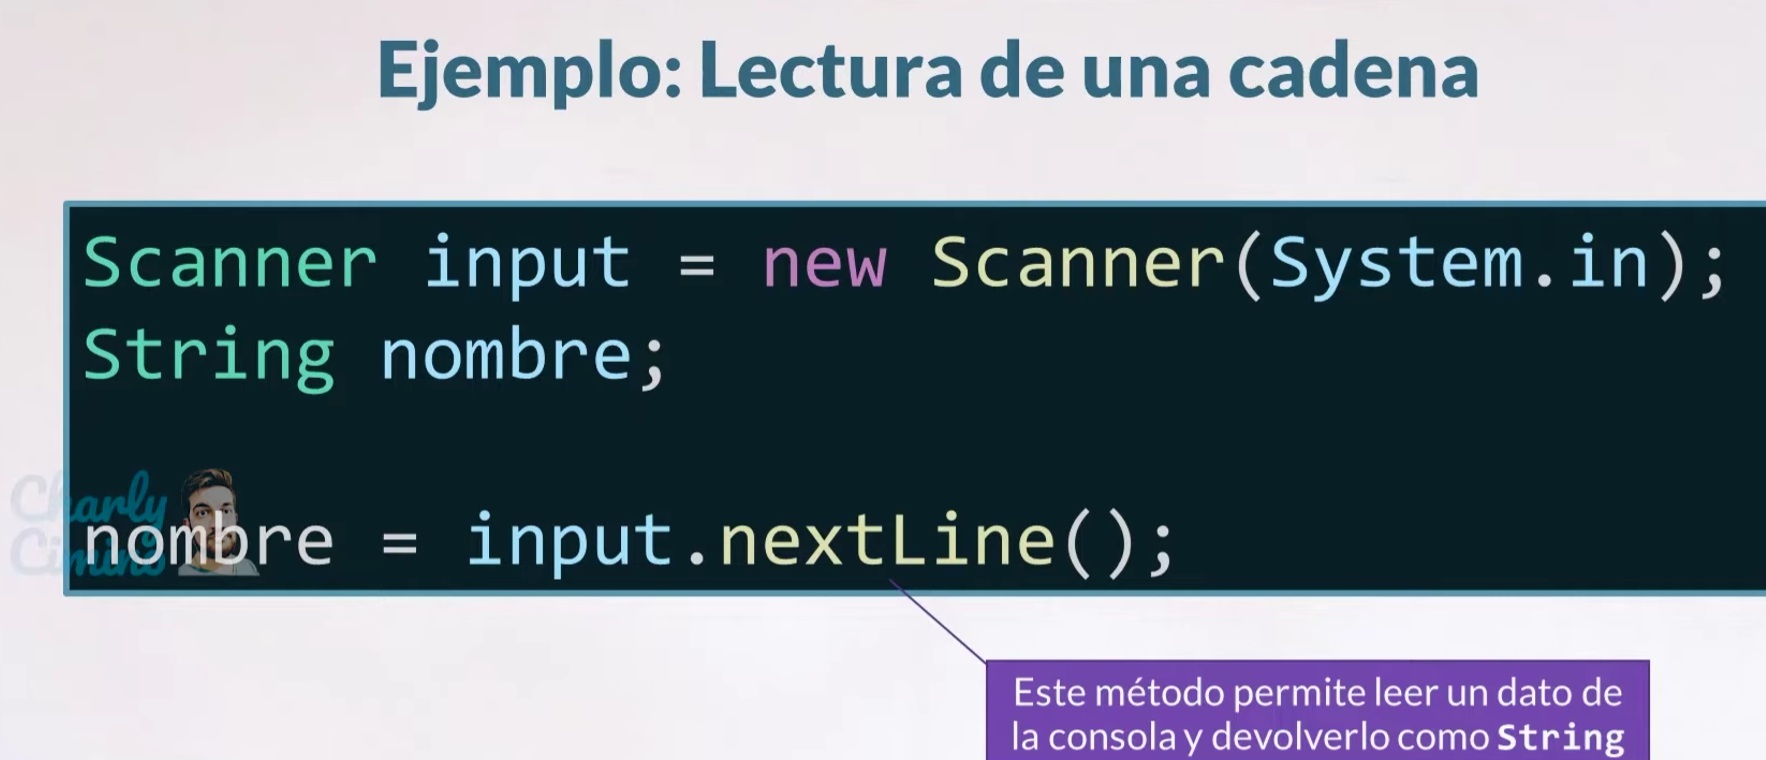 Ejemplo: Lectura de una cadena
Scanner input = new Scanner(System.in);
String nombre;
Charly
Cimino
nombre = input.nextLine();
Este método permite leer un dato de
la consola y devolverlo como String